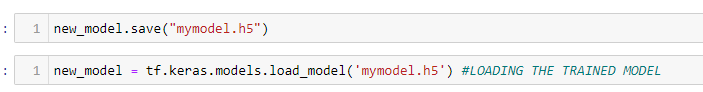 : 1 new_model.save("mymodel.h5")
: 1 new_model = tf.keras.models.load_model('mymodel.h5') #LOADING THE TRAINED MODEL